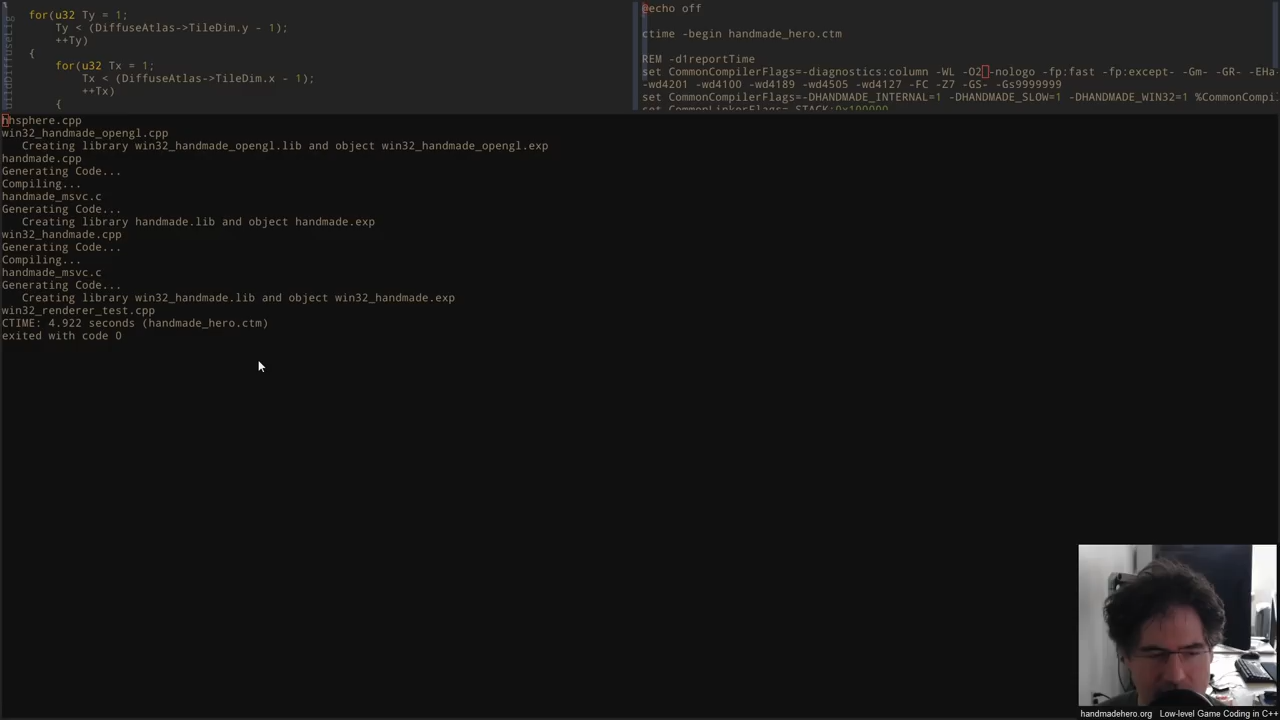 for(u32 Ty = 1;
Ty < (DiffuseAtlas->TileDim.y - 1);
++Ty)
{
for(u32 Tx = 1;
Tx < (DiffuseAtlas->TileDim.x - 1);
++Tx)
{
@echo off
ctime -begin handmade_hero.ctm
REM -d1reportTime
set CommonCompilerFlags=-diagnostics:column -WL -O2 -nologo -fp:fast -fp:except- -Gm- -GR- -EHa-
-wd4201 -wd4100 -wd4189 -wd4505 -wd4127 -FC -Z7 -GS- -Gs9999999
set CommonCompilerFlags=-DHANDMADE_INTERNAL=1 -DHANDMADE_SLOW=1 -DHANDMADE_WIN32=1 %CommonCompil
set CommonLinkerFlags= -STACK:0x100000
hhsphere.cpp
win32_handmade_opengl.cpp
Creating library win32_handmade_opengl.lib and object win32_handmade_opengl.exp
handmade.cpp
Generating Code...
Compiling...
handmade_msvc.c
Generating Code...
Creating library handmade.lib and object handmade.exp
win32_handmade.cpp
Generating Code...
Compiling...
handmade_msvc.c
Generating Code...
Creating library win32_handmade.lib and object win32_handmade.exp
win32_renderer_test.cpp
CTIME: 4.922 seconds (handmade_hero.ctm)
exited with code 0
handmadehero.org Low-level Game Coding in C++